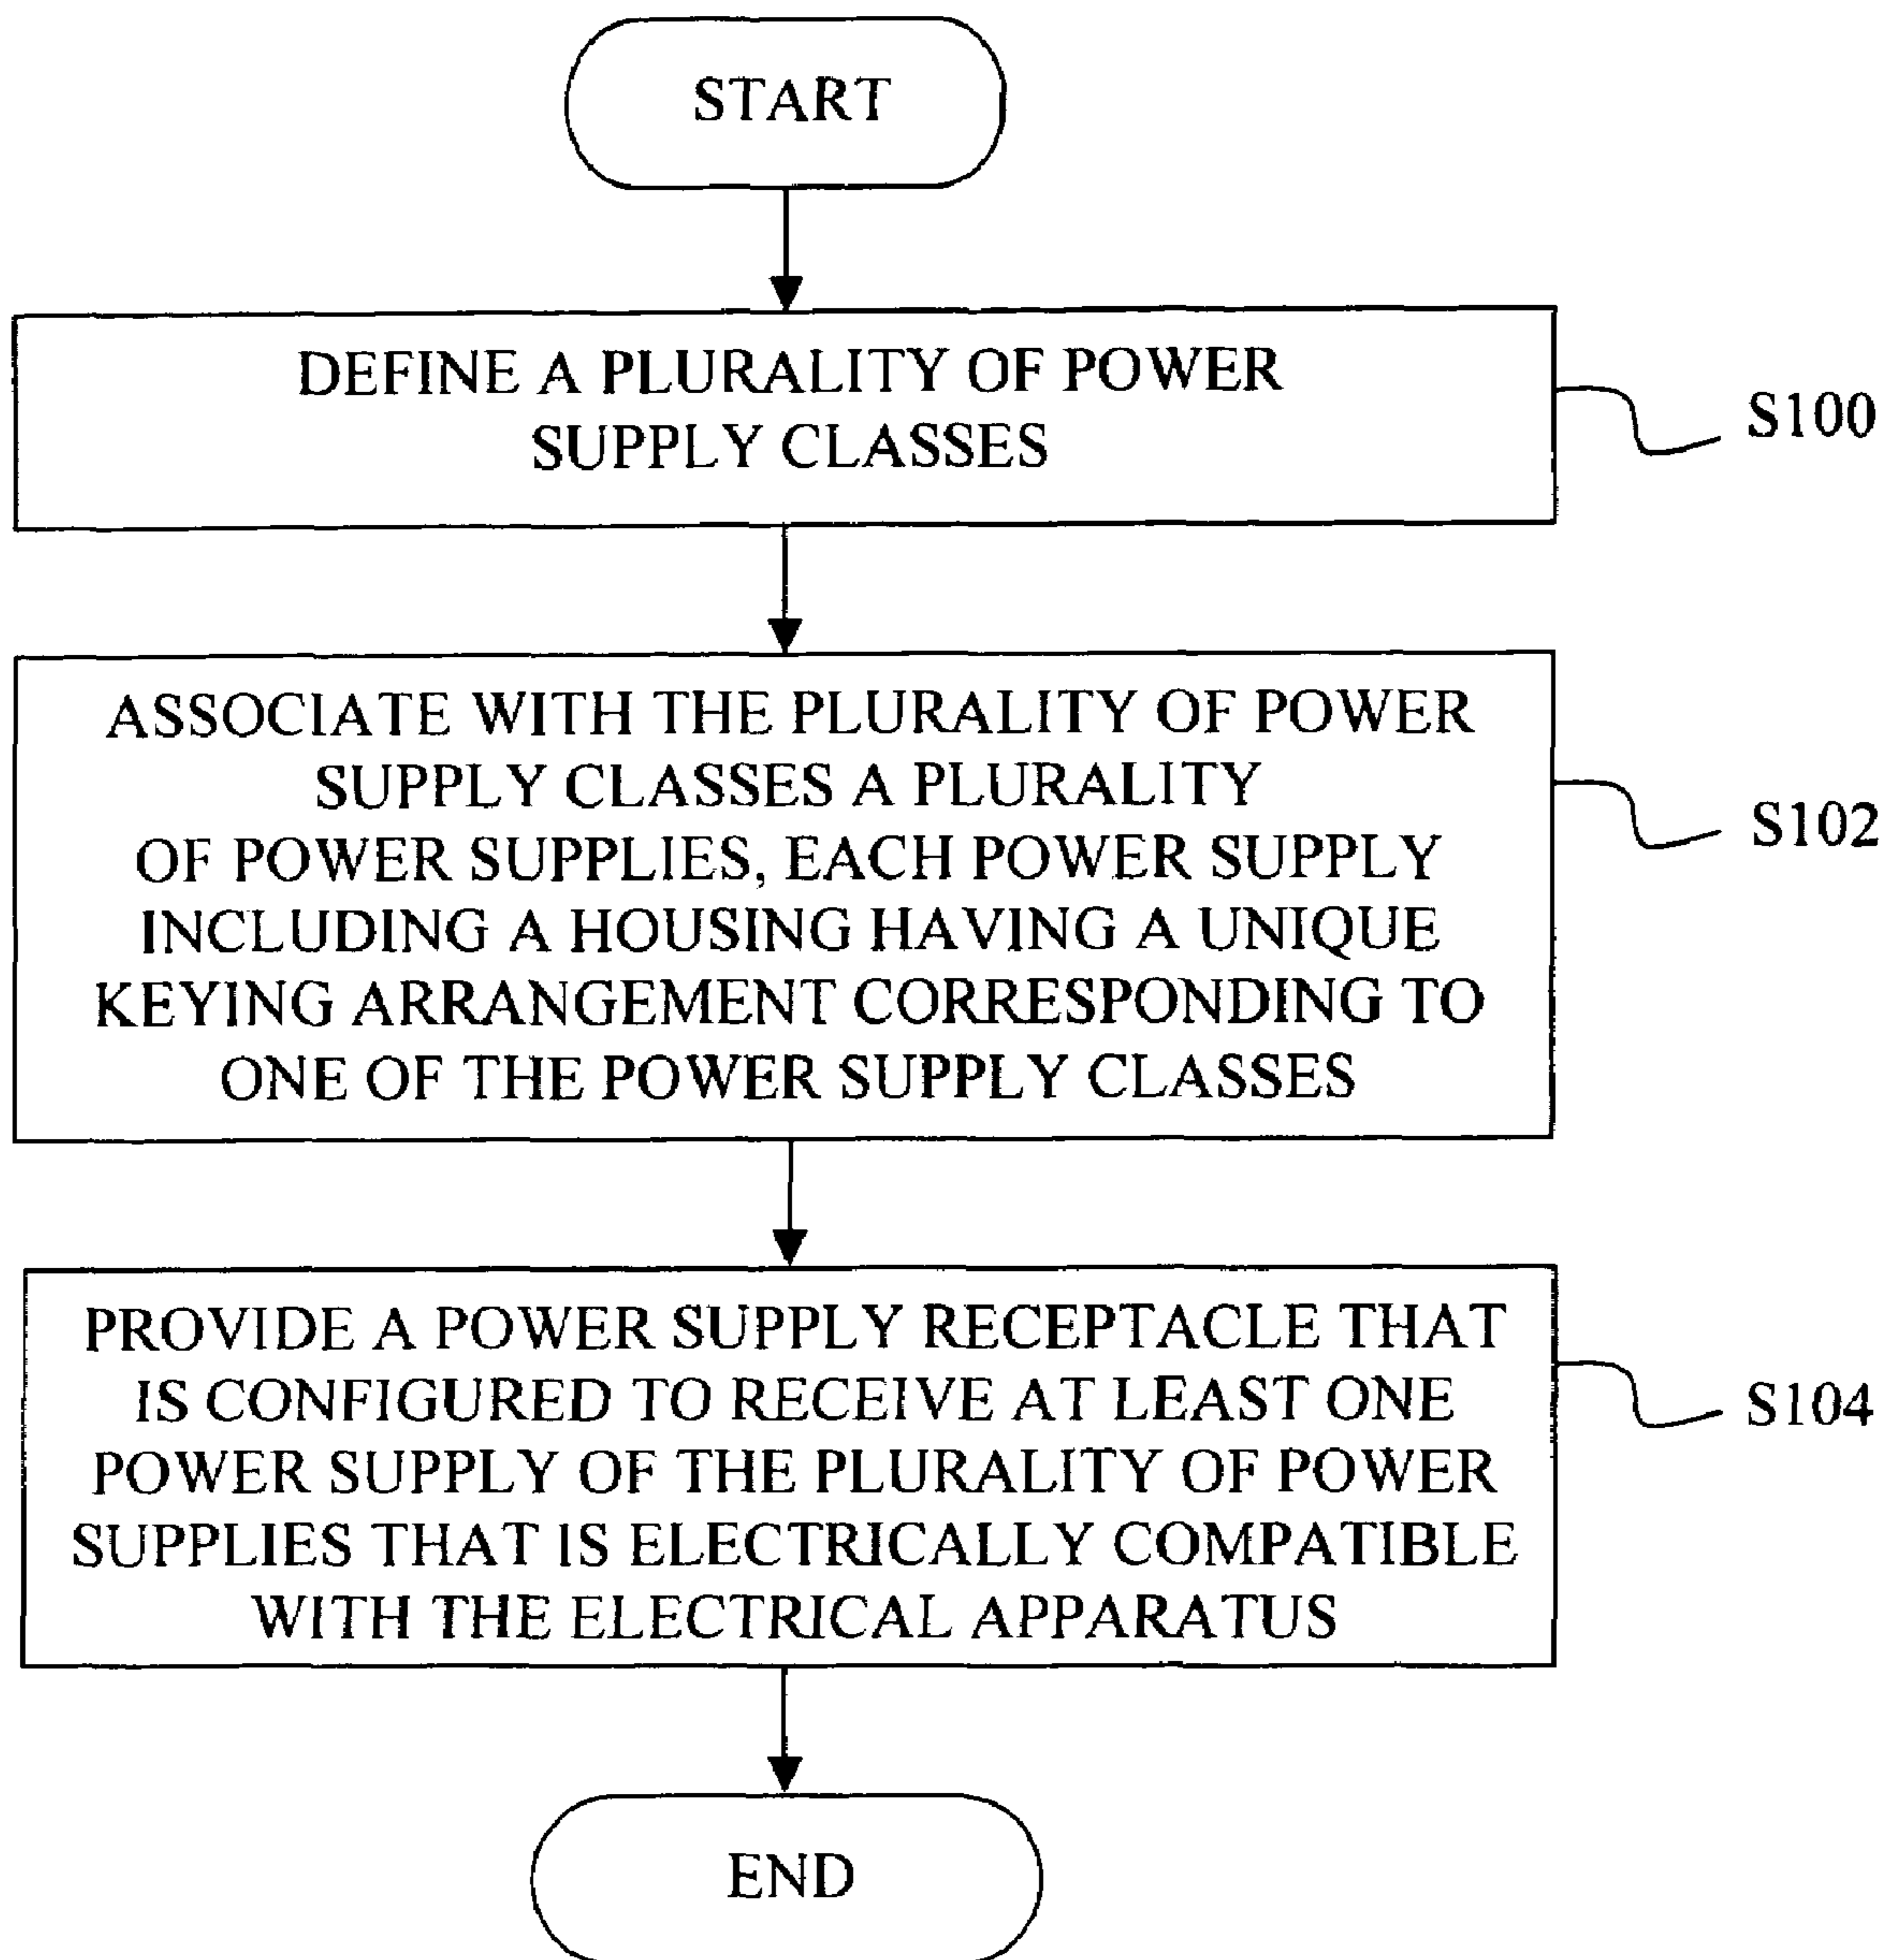 START
DEFINE A PLURALITY OF POWER
SUPPLY CLASSES
S100
ASSOCIATE WITH THE PLURALITY OF POWER
SUPPLY CLASSES A PLURALITY
OF POWER SUPPLIES, EACH POWER SUPPLY
INCLUDING A HOUSING HAVING A UNIQUE
KEYING ARRANGEMENT CORRESPONDING TO
ONE OF THE POWER SUPPLY CLASSES
S102
PROVIDE A POWER SUPPLY RECEPTACLE THAT
IS CONFIGURED TO RECEIVE AT LEAST ONE
POWER SUPPLY OF THE PLURALITY OF POWER
SUPPLIES THAT IS ELECTRICALLY COMPATIBLE
WITH THE ELECTRICAL APPARATUS
S104
END